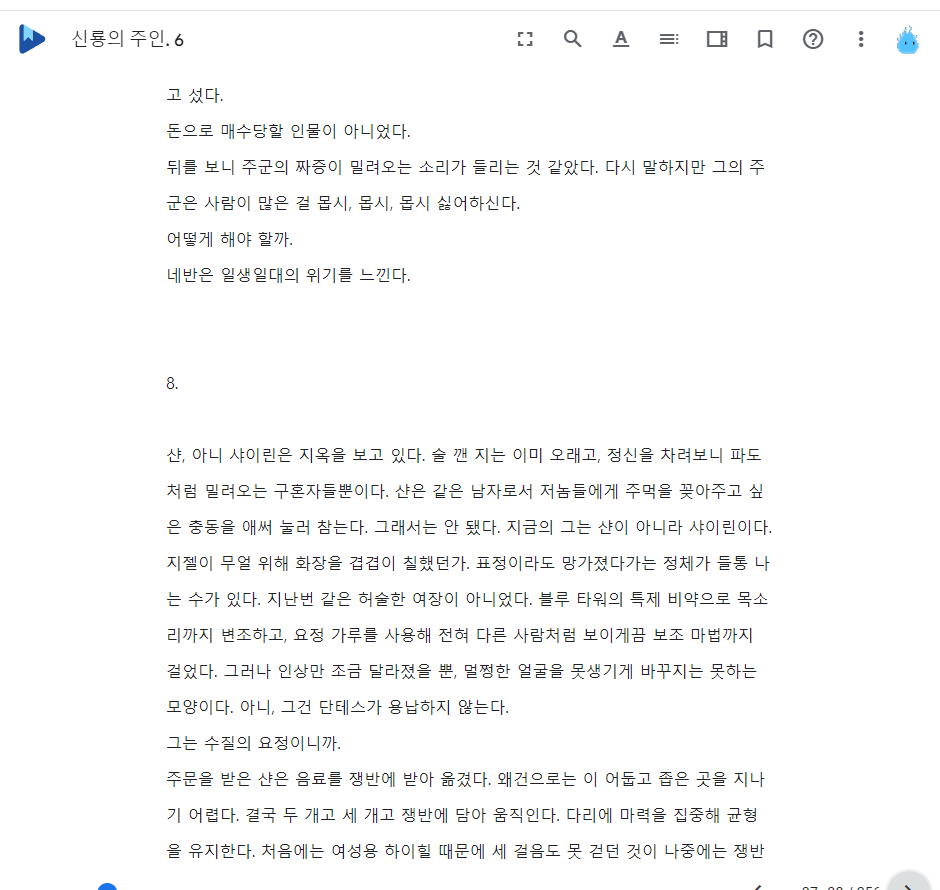 신룡의 주인. 6
고 섰다.
돈으로 매수당할 인물이 아니었다.
뒤를 보니 주군의 짜증이 밀려오는 소리가 들리는 것 같았다. 다시 말하지만 그의 주
군은 사람이 많은 걸 몹시, 몹시, 몹시 싫어하신다.
어떻게 해야 할까.
네반은 일생일대의 위기를 느낀다.
8.
샨, 아니 샤이린은 지옥을 보고 있다. 술 깬 지는 이미 오래고, 정신을 차려보니 파도
처럼 밀려오는 구혼자들뿐이다. 샨은 같은 남자로서 저놈들에게 주먹을 꽂아주고 싶
은 충동을 애써 눌러 참는다. 그래서는 안 됐다. 지금의 그는 샨이 아니라 샤이린이다.
지젤이 무얼 위해 화장을 겹겹이 칠했던가. 표정이라도 망가졌다가는 정체가 들통 나
는 수가 있다. 지난번 같은 허술한 여장이 아니었다. 블루 타워의 특제 비약으로 목소
리까지 변조하고, 요정 가루를 사용해 전혀 다른 사람처럼 보이게끔 보조 마법까지
걸었다. 그러나 인상만 조금 달라졌을 뿐, 멀쩡한 얼굴을 못생기게 바꾸지는 못하는
모양이다. 아니, 그건 단테스가 용납하지 않는다.
그는 수질의 요정이니까.
주문을 받은 샨은 음료를 쟁반에 받아 옮겼다. 왜건으로는 이 어둡고 좁은 곳을 지나
기 어렵다. 결국 두 개고 세 개고 쟁반에 담아 움직인다. 다리에 마력을 집중해 균형
을 유지한다. 처음에는 여성용 하이힐 때문에 세 걸음도 못 걷던 것이 나중에는 쟁반